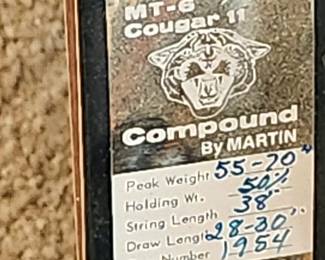 MT-6
Cougar II
Compound
By MARTIN
Peak Weight 55-70#
Holding Wt. 50%
String Length 38"
Draw Length 28-30"
Number 1954